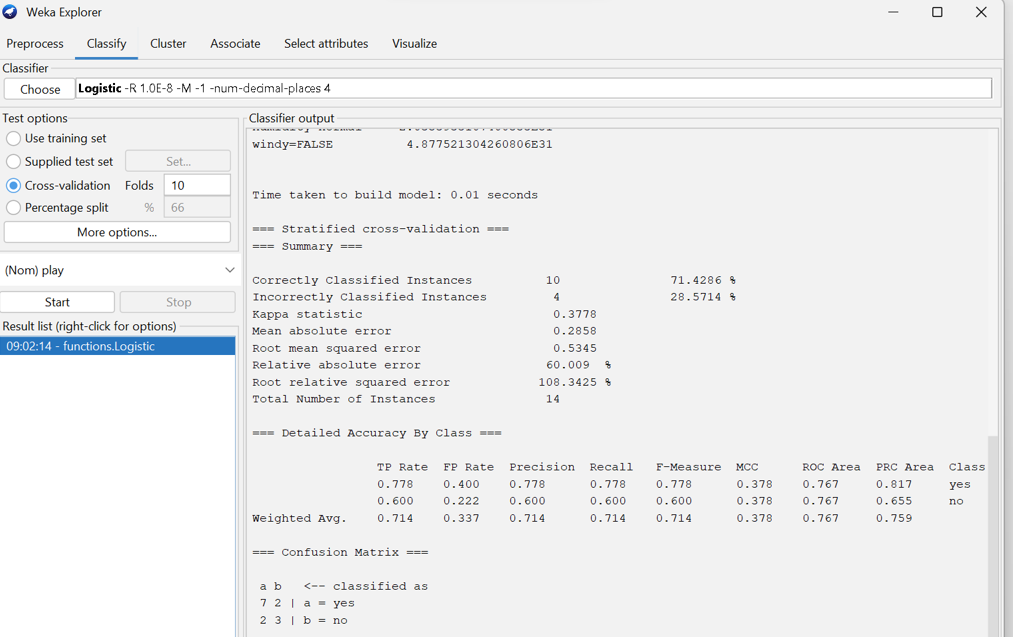 Weka Explorer
Preprocess Classify Cluster Associate Select attributes Visualize
Classifier
Choose Logistic -R 1.0E-8 -M -1 -num-decimal-places 4
Test options
Use training set
Supplied test set Set...
Cross-validation Folds 10
Percentage split % 66
More options...
(Nom) play
Start Stop
Result list (right-click for options)
09:02:14 - functions.Logistic
Classifier output
windy=FALSE 4.877521304260806E31
Time taken to build model: 0.01 seconds
=== Stratified cross-validation ===
=== Summary ===
Correctly Classified Instances 10 71.4286 %
Incorrectly Classified Instances 4 28.5714 %
Kappa statistic 0.3778
Mean absolute error 0.2858
Root mean squared error 0.5345
Relative absolute error 60.009 %
Root relative squared error 108.3425 %
Total Number of Instances 14
=== Detailed Accuracy By Class ===
TP Rate FP Rate Precision Recall F-Measure MCC ROC Area PRC Area Class
0.778 0.400 0.778 0.778 0.778 0.378 0.767 0.817 yes
0.600 0.222 0.600 0.600 0.600 0.378 0.767 0.655 no
Weighted Avg. 0.714 0.337 0.714 0.714 0.714 0.378 0.767 0.759
=== Confusion Matrix ===
a b <-- classified as
7 2 | a = yes
2 3 | b = no